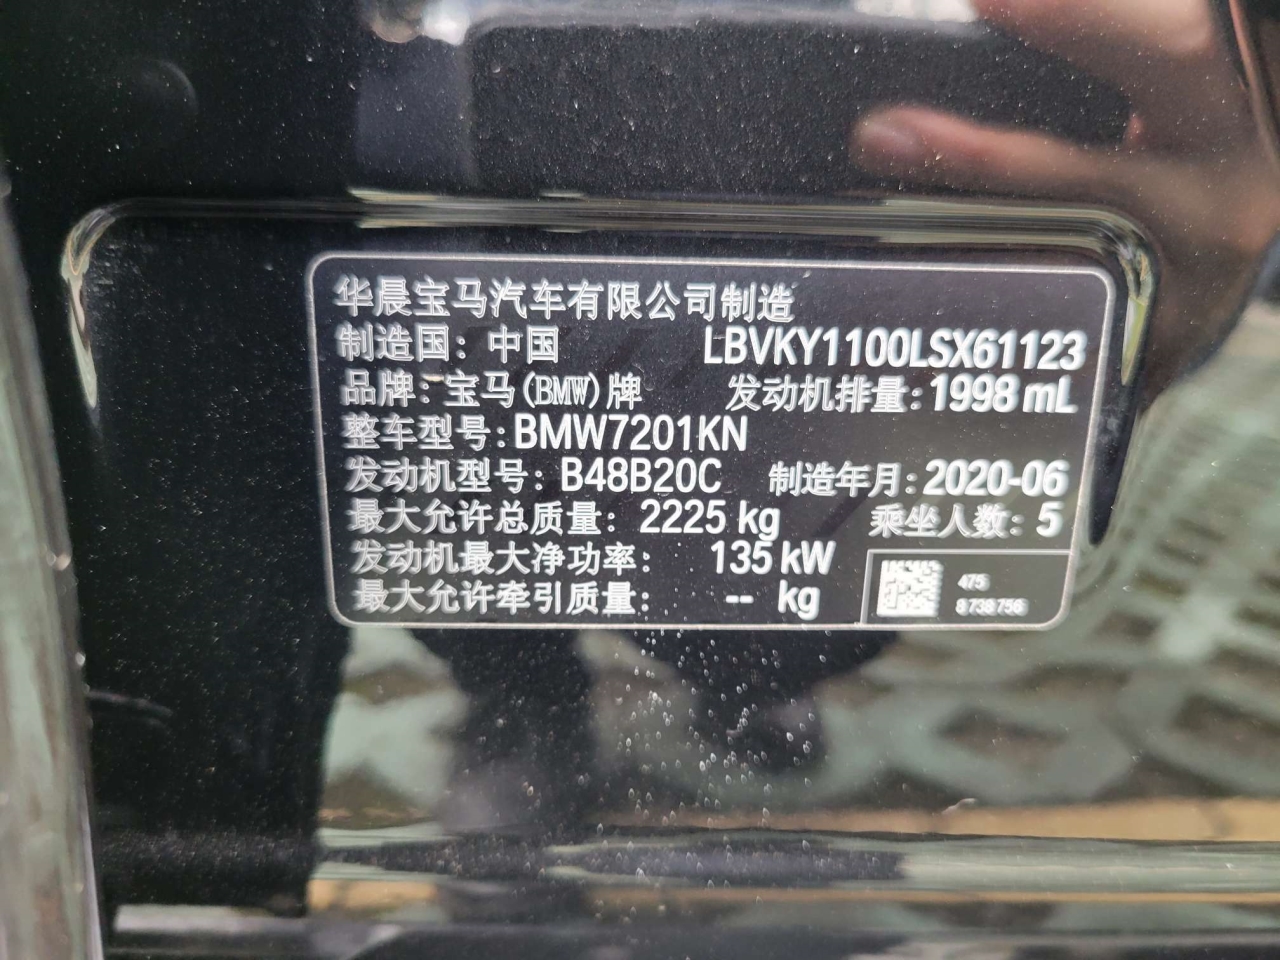 华晨宝马汽车有限公司制造
制造国：中国 LBVKY1100LSX61123
品牌：宝马(BMW)牌 发动机排量：1998 mL
整车型号：BMW7201KN
发动机型号：B48B20C 制造年月：2020-06
最大允许总质量：2225 kg 乘坐人数：5
发动机最大净功率：135 kW
最大允许牵引质量：-- kg
475
8738756